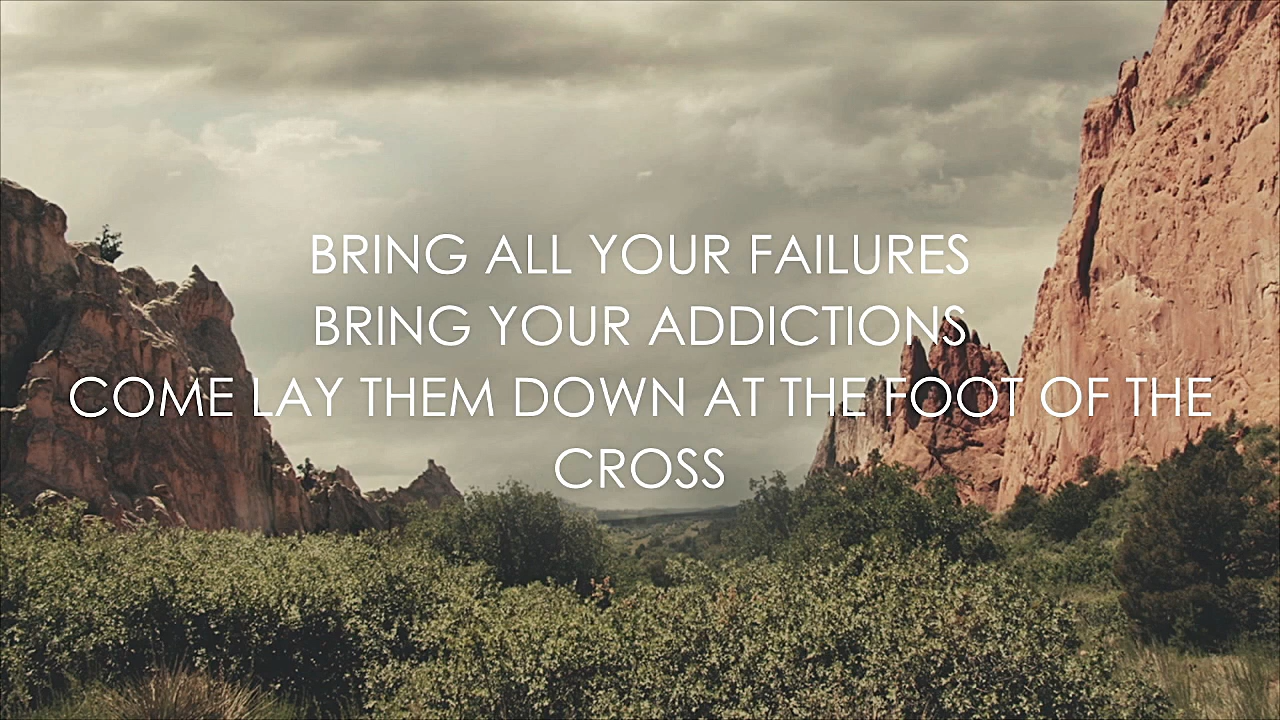 BRING ALL YOUR FAILURES
BRING YOUR ADDICTIONS
COME LAY THEM DOWN AT THE FOOT OF THE
CROSS